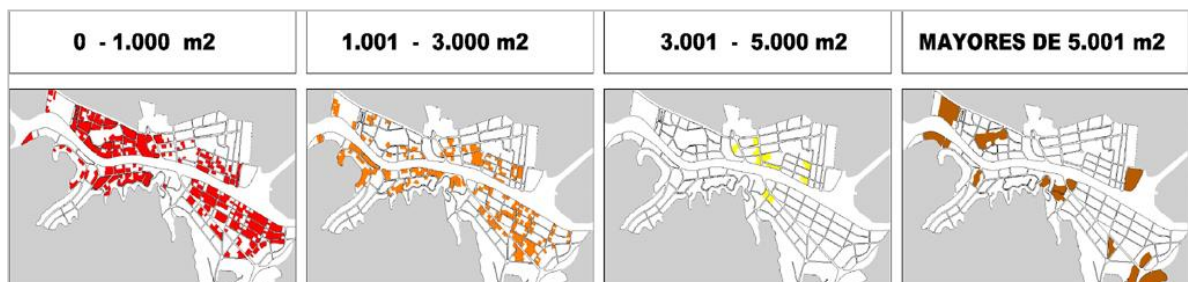 0 - 1.000 m2
1.001 - 3.000 m2
3.001 - 5.000 m2
MAYORES DE 5.001 m2